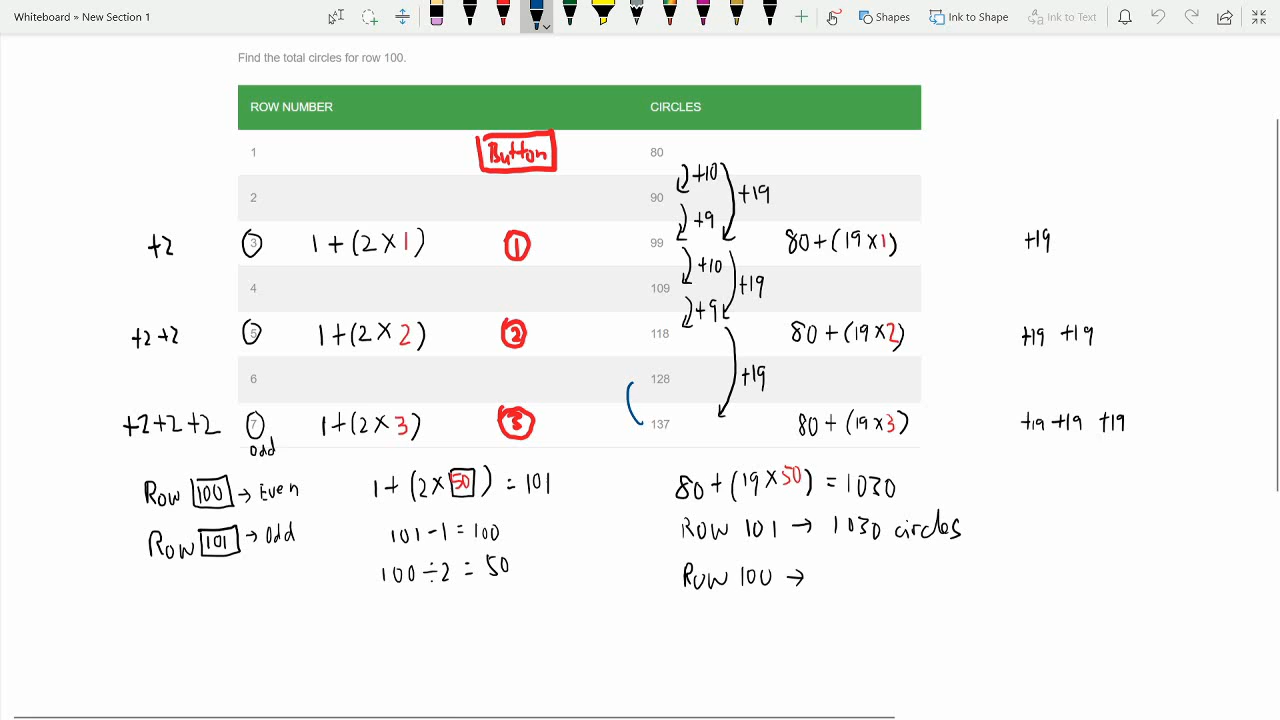 Whiteboard » New Section 1
Shapes Ink to Shape Ink to Text
Find the total circles for row 100.
ROW NUMBER CIRCLES
1 Button 80
+10
2 90 +19
+9
+2 3 1+(2×1) 1 99 80+(19×1) +19
+10
4 109 +19
+9
+2+2 5 1+(2×2) 2 118 80+(19×2) +19 +19
6 128 +19
+2+2+2 7 1+(2×3) 3 137 80+(19×3) +19 +19 +19
odd
Row 100 → Even 1+(2×50) = 101 80+(19×50) = 1030
Row 101 → odd 101-1=100 Row 101 → 1030 circles
100÷2 = 50 Row 100 →